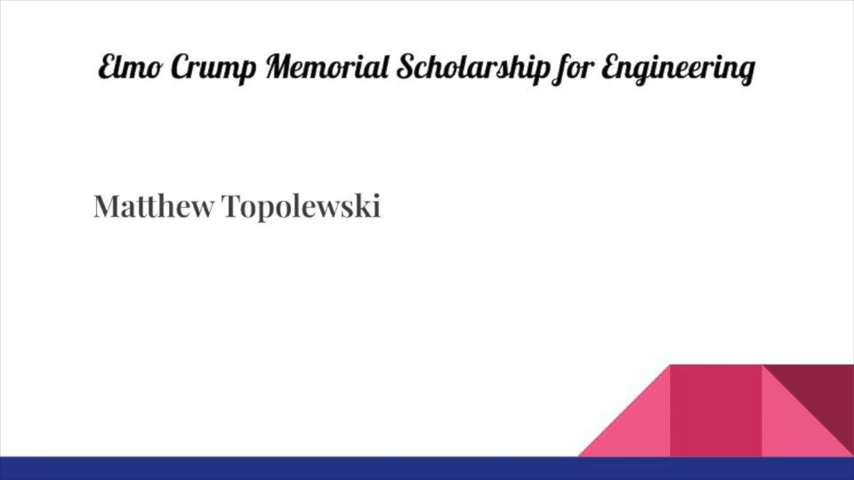 Elmo Crump Memorial Scholarship for Engineering
Matthew Topolewski